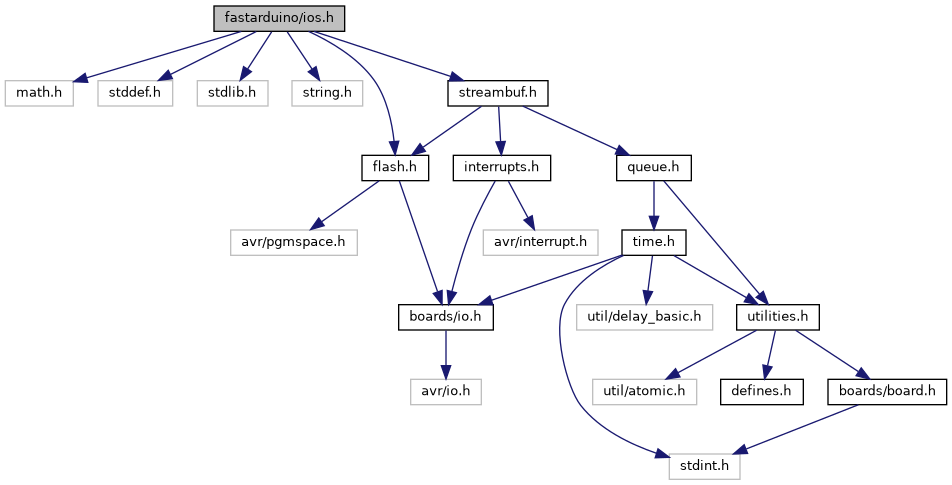 fastarduino/ios.h
math.h
stddef.h
stdlib.h
string.h
streambuf.h
flash.h
interrupts.h
queue.h
avr/pgmspace.h
avr/interrupt.h
time.h
boards/io.h
util/delay_basic.h
utilities.h
avr/io.h
util/atomic.h
defines.h
boards/board.h
stdint.h